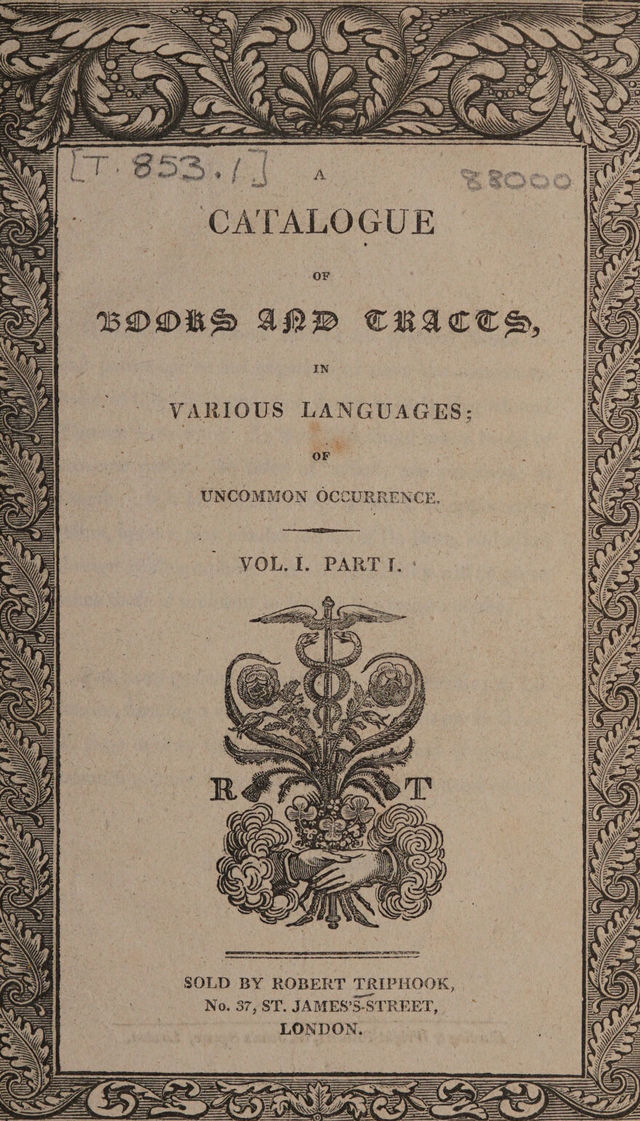 [T. 853.1]
88000
A
CATALOGUE
OF
BOOKS AND TRACTS,
IN
VARIOUS LANGUAGES;
OF
UNCOMMON OCCURRENCE.
VOL. I. PART I.
R T
SOLD BY ROBERT TRIPHOOK,
No. 37, ST. JAMES'S-STREET,
LONDON.